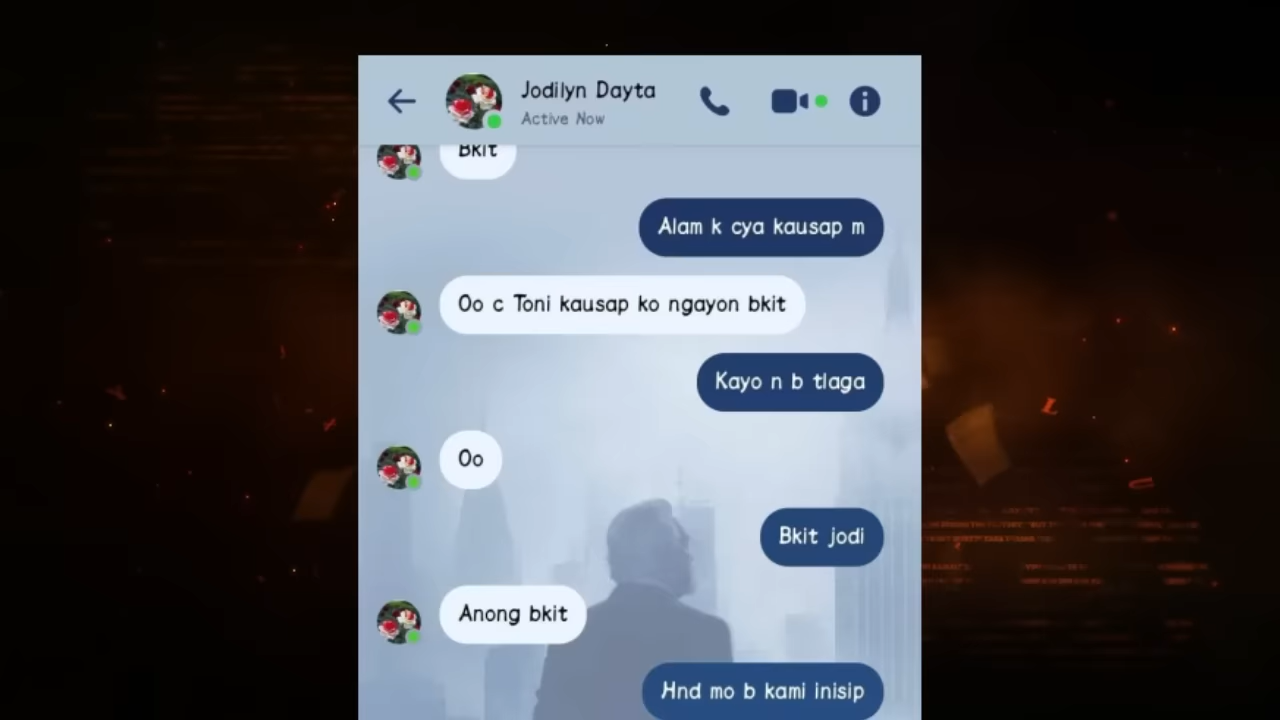 Jodilyn Dayta
Active Now
Bkit
Alam k cya kausap m
Oo c Toni kausap ko ngayon bkit
Kayo n b tlaga
Oo
Bkit jodi
Anong bkit
Hnd mo b kami inisip